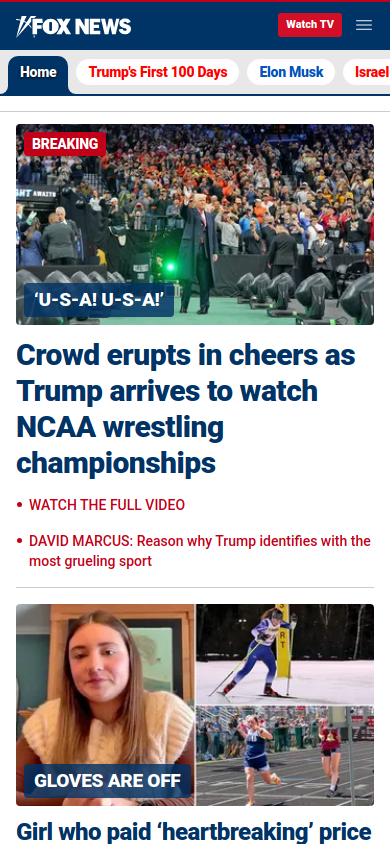 FOX NEWS
Watch TV
Home
Trump's First 100 Days
Elon Musk
Israel
BREAKING
‘U-S-A! U-S-A!’
Crowd erupts in cheers as
Trump arrives to watch
NCAA wrestling
championships
WATCH THE FULL VIDEO
DAVID MARCUS: Reason why Trump identifies with the
most grueling sport
GLOVES ARE OFF
Girl who paid ‘heartbreaking’ price